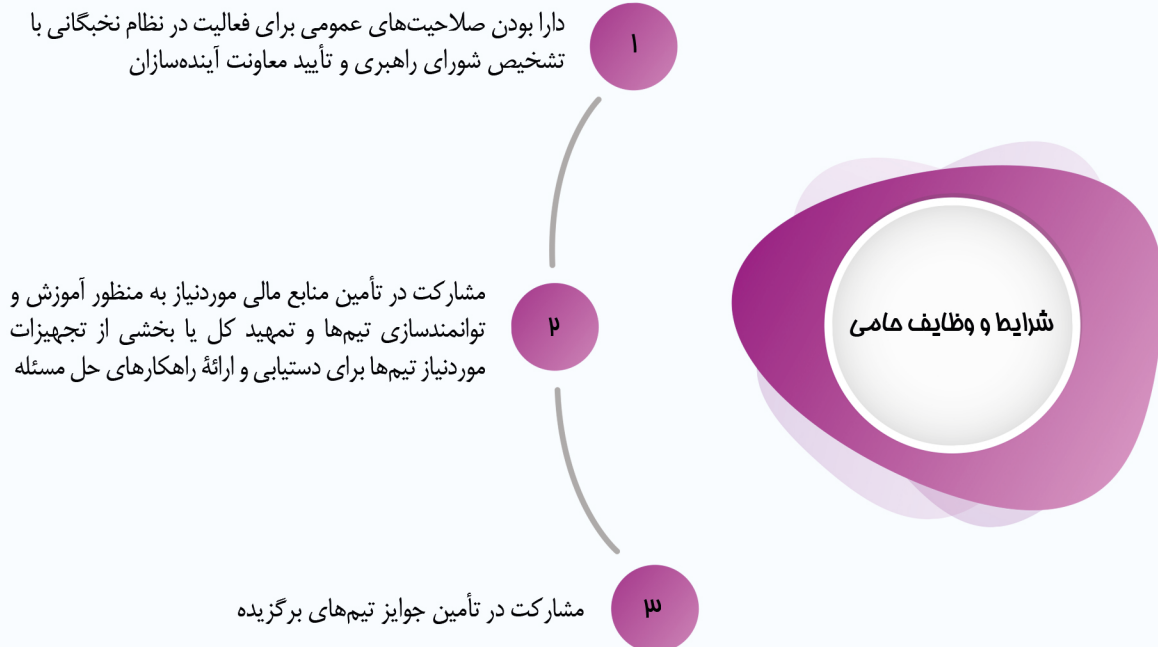 شرایط و وظایف حامی
۱
دارا بودن صلاحیت‌های عمومی برای فعالیت در نظام نخبگانی با
تشخیص شورای راهبری و تأیید معاونت آینده‌سازان
۲
مشارکت در تأمین منابع مالی موردنیاز به منظور آموزش و
توانمندسازی تیم‌ها و تمهید کل یا بخشی از تجهیزات
موردنیاز تیم‌ها برای دستیابی و ارائهٔ راهکارهای حل مسئله
۳
مشارکت در تأمین جوایز تیم‌های برگزیده